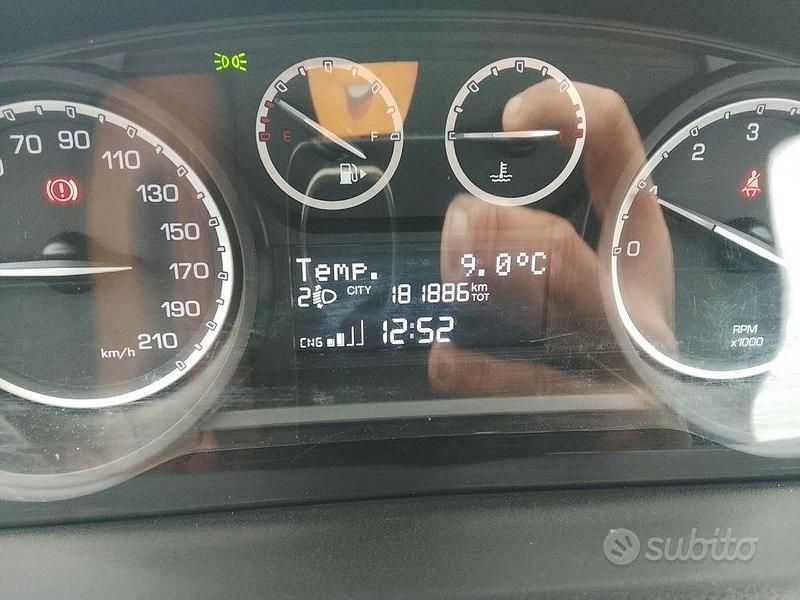 70 90 110 130 150 170 190 210
km/h
E F
C
0 1 2 3
RPM
x1000
Temp. 9.0°C
2 CITY 181886 km TOT
CNG 12:52
subito